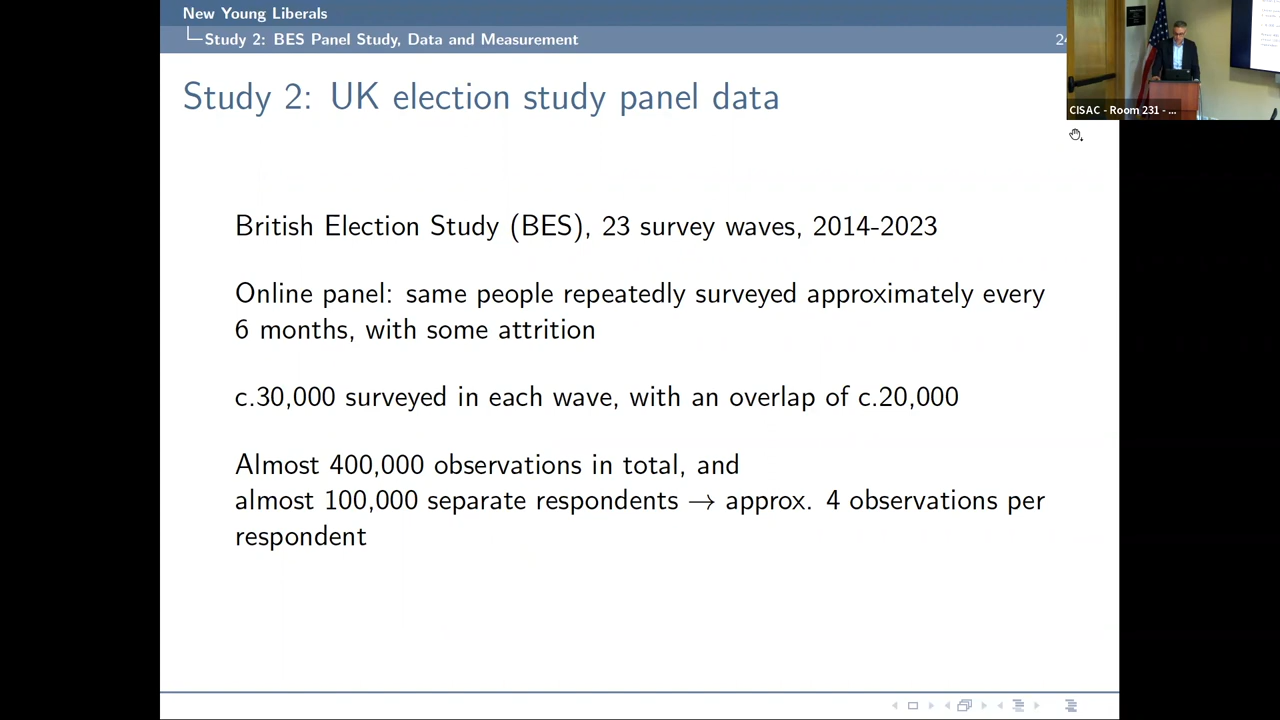 New Young Liberals
Study 2: BES Panel Study, Data and Measurement
Study 2: UK election study panel data
British Election Study (BES), 23 survey waves, 2014-2023
Online panel: same people repeatedly surveyed approximately every
6 months, with some attrition
c.30,000 surveyed in each wave, with an overlap of c.20,000
Almost 400,000 observations in total, and
almost 100,000 separate respondents → approx. 4 observations per
respondent
CISAC - Room 231 - ...